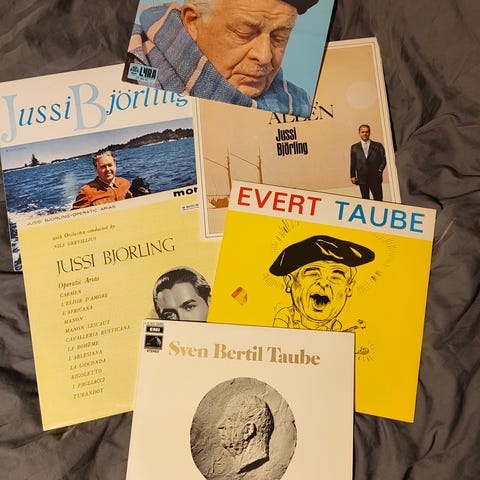 LYRA
Jussi Björling
ALLÉN
Jussi
Björling
JUSSI BJÖRLING-OPERATIC ARIAS
EVERT TAUBE
with Orchestra conducted by
NILS GREVILLIUS
JUSSI BJORLING
Operatic Arias
CARMEN
L'ELISIR D'AMORE
L'AFRICANA
MANON
MANON LESCAUT
CAVALLERIA RUSTICANA
LA BOHÈME
L'ARLESIANA
LA GIOCONDA
RIGOLETTO
I PAGLIACCI
TURANDOT
EMI
STEREO
Sven Bertil Taube